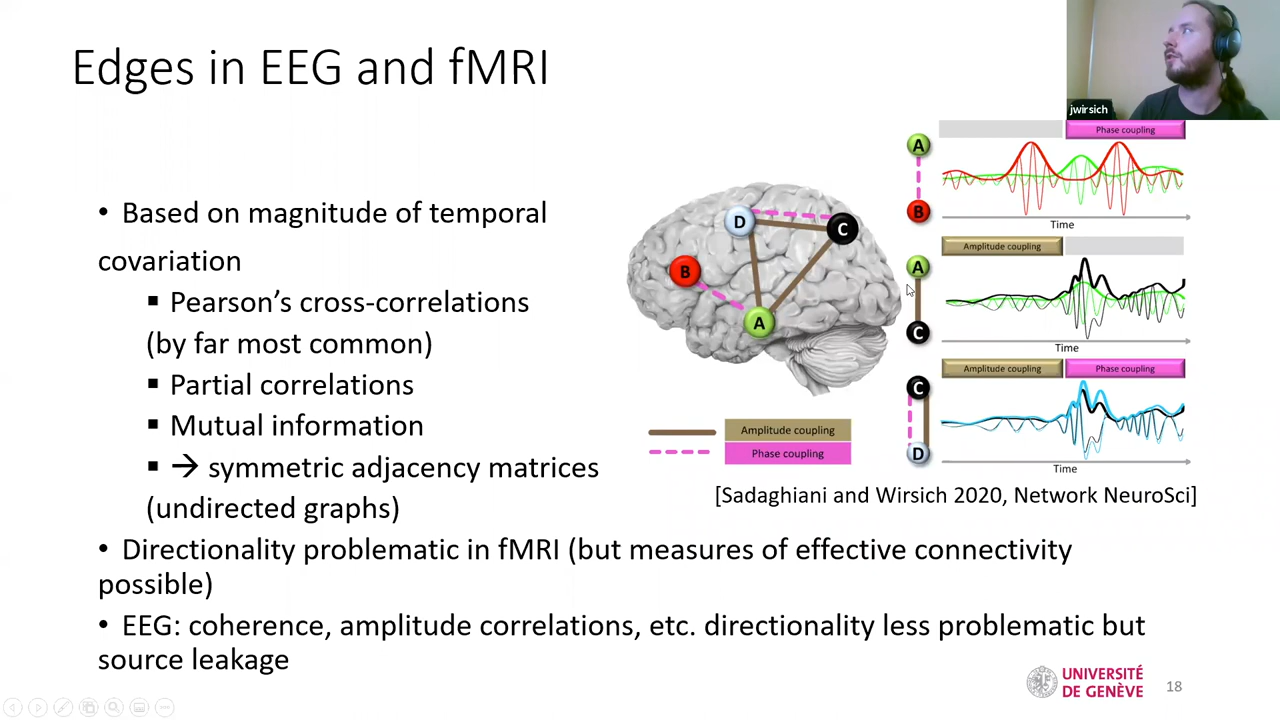 Edges in EEG and fMRI
jwirsich
• Based on magnitude of temporal
covariation
▪ Pearson’s cross-correlations
(by far most common)
▪ Partial correlations
▪ Mutual information
▪ → symmetric adjacency matrices
(undirected graphs)
• Directionality problematic in fMRI (but measures of effective connectivity
possible)
• EEG: coherence, amplitude correlations, etc. directionality less problematic but
source leakage
D
C
B
A
Amplitude coupling
Phase coupling
Phase coupling
A
B
Time
Amplitude coupling
A
C
Time
Amplitude coupling
Phase coupling
C
D
Time
[Sadaghiani and Wirsich 2020, Network NeuroSci]
UNIVERSITÉ
DE GENÈVE
18